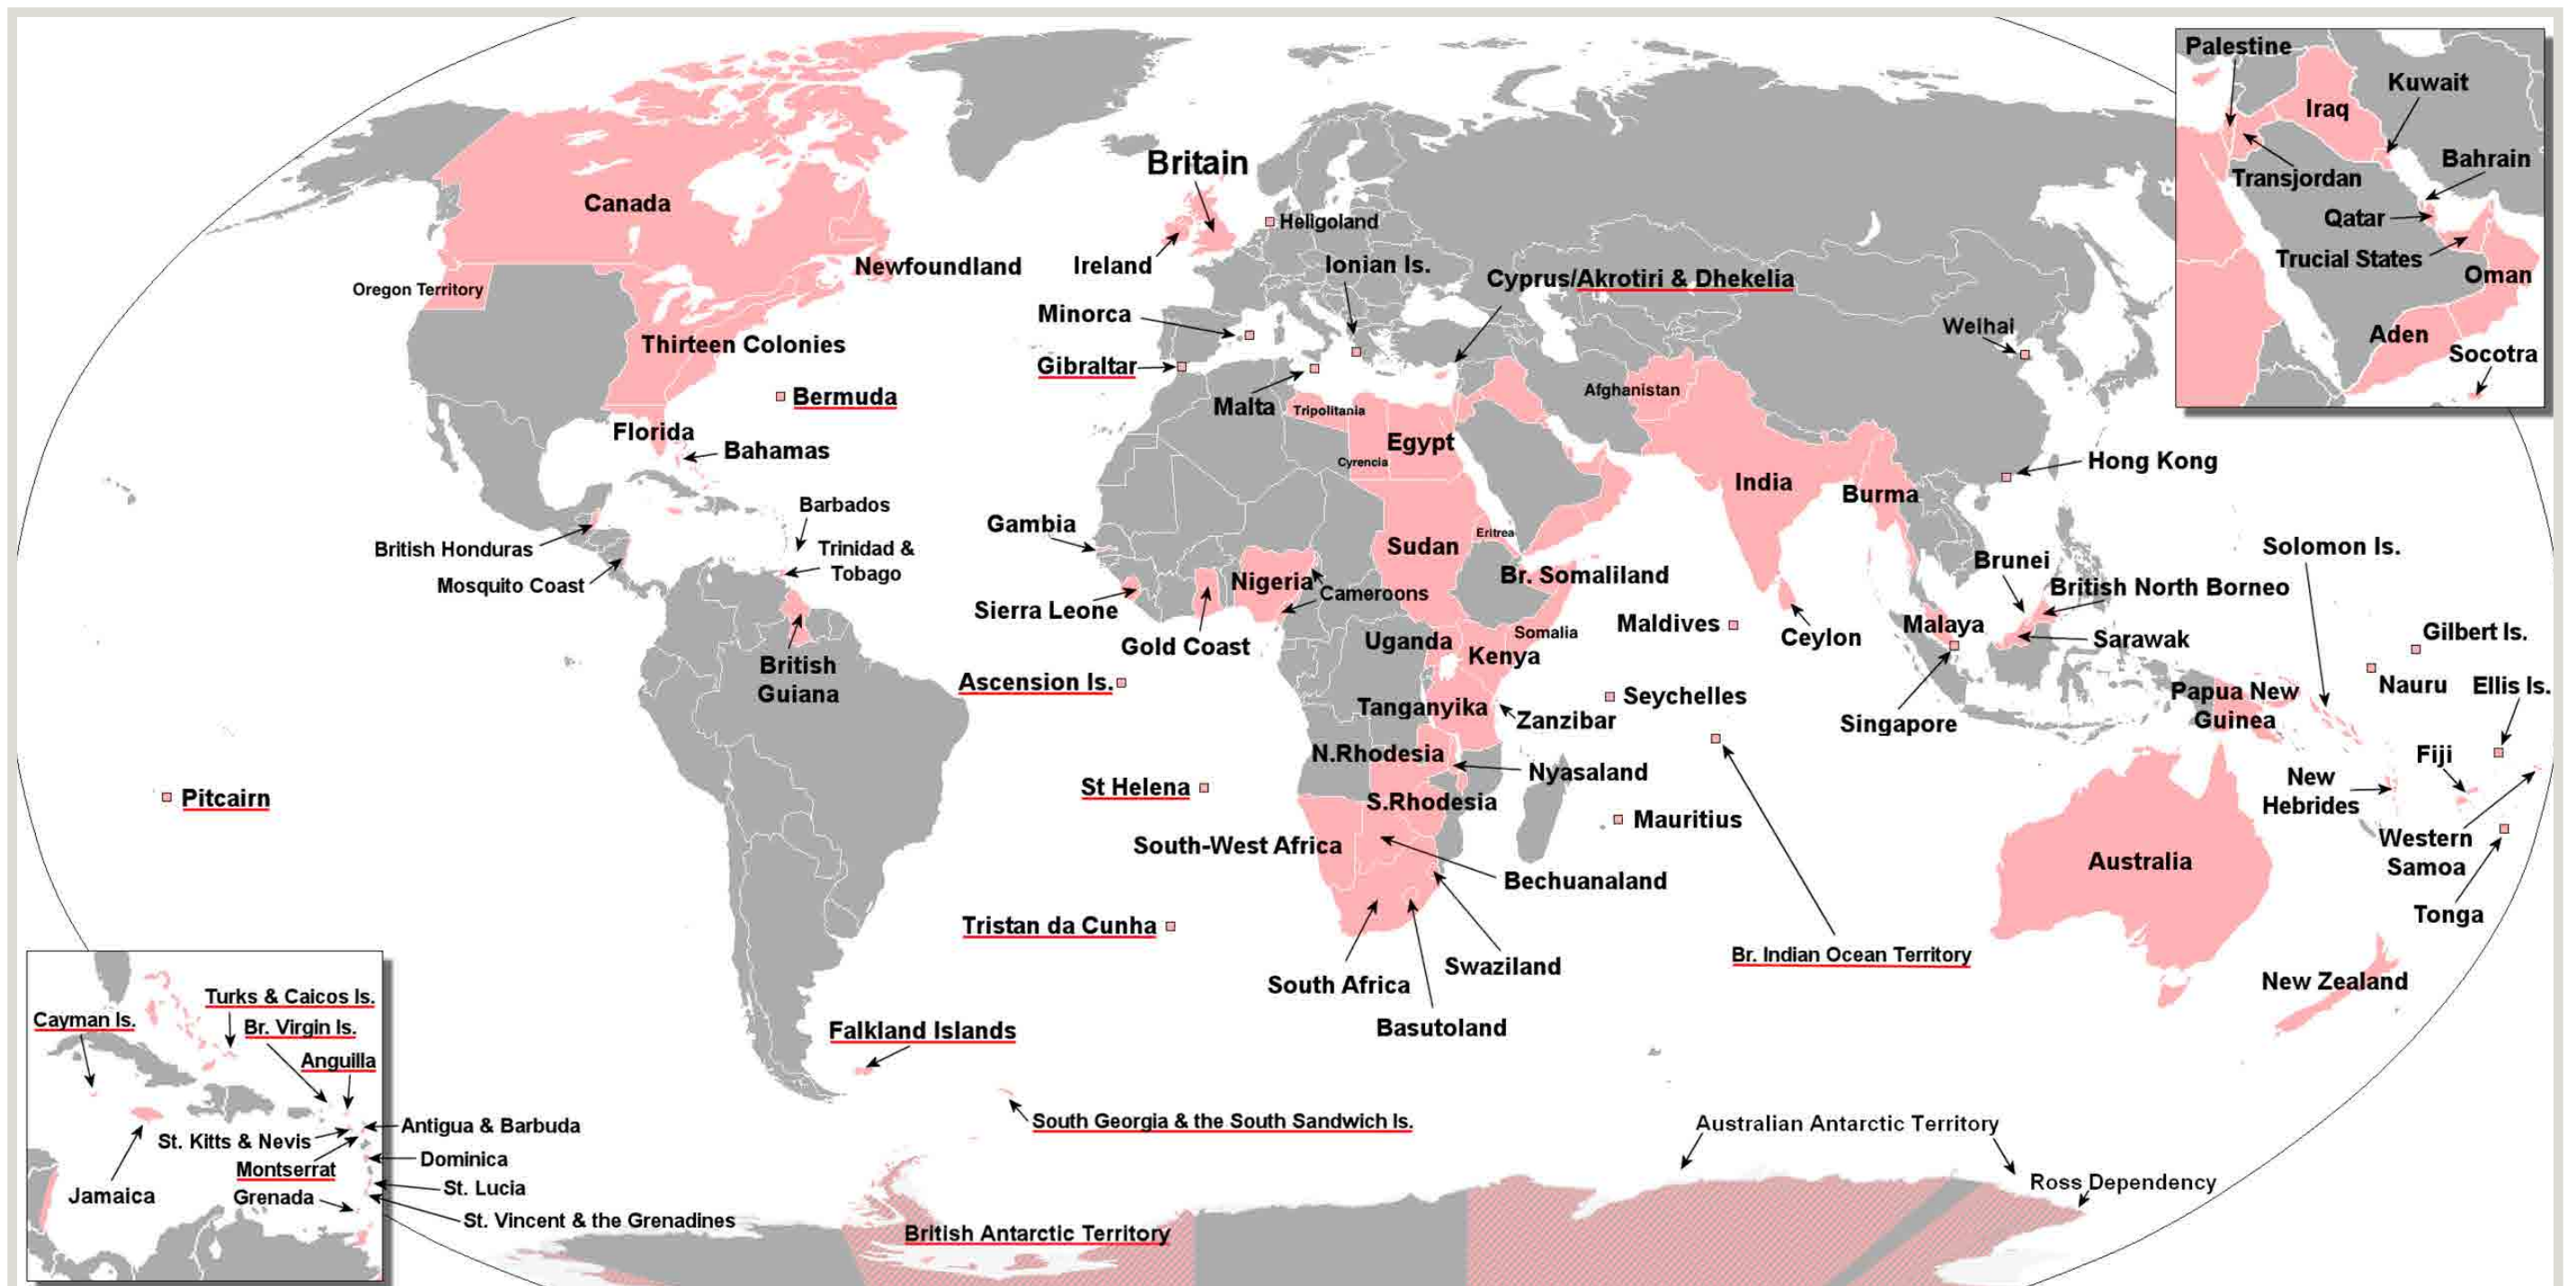 Palestine
Kuwait
Iraq
Bahrain
Transjordan
Qatar
Trucial States
Oman
Aden
Socotra
Britain
Canada
Heligoland
Ireland
Newfoundland
Ionian Is.
Cyprus/Akrotiri & Dhekelia
Oregon Territory
Minorca
Welhai
Thirteen Colonies
Gibraltar
Afghanistan
Bermuda
Malta
Tripolitania
Florida
Egypt
Bahamas
Cyrencia
Hong Kong
India
Burma
Barbados
Gambia
Eritrea
British Honduras
Trinidad &
Tobago
Sudan
Solomon Is.
Mosquito Coast
Brunei
Nigeria
Br. Somaliland
British North Borneo
Cameroons
Sierra Leone
Maldives
Malaya
Gilbert Is.
Gold Coast
Uganda
Somalia
Ceylon
Sarawak
Kenya
British
Guiana
Ascension Is.
Nauru
Ellis Is.
Seychelles
Papua New
Guinea
Tanganyika
Zanzibar
Singapore
N.Rhodesia
Fiji
Nyasaland
New
Hebrides
St Helena
Pitcairn
S.Rhodesia
Mauritius
Western
Samoa
South-West Africa
Australia
Bechuanaland
Tonga
Tristan da Cunha
Swaziland
Br. Indian Ocean Territory
South Africa
New Zealand
Basutoland
Falkland Islands
Turks & Caicos Is.
Cayman Is.
Br. Virgin Is.
Anguilla
South Georgia & the South Sandwich Is.
Australian Antarctic Territory
Antigua & Barbuda
St. Kitts & Nevis
Dominica
Montserrat
Ross Dependency
Jamaica
St. Lucia
Grenada
St. Vincent & the Grenadines
British Antarctic Territory